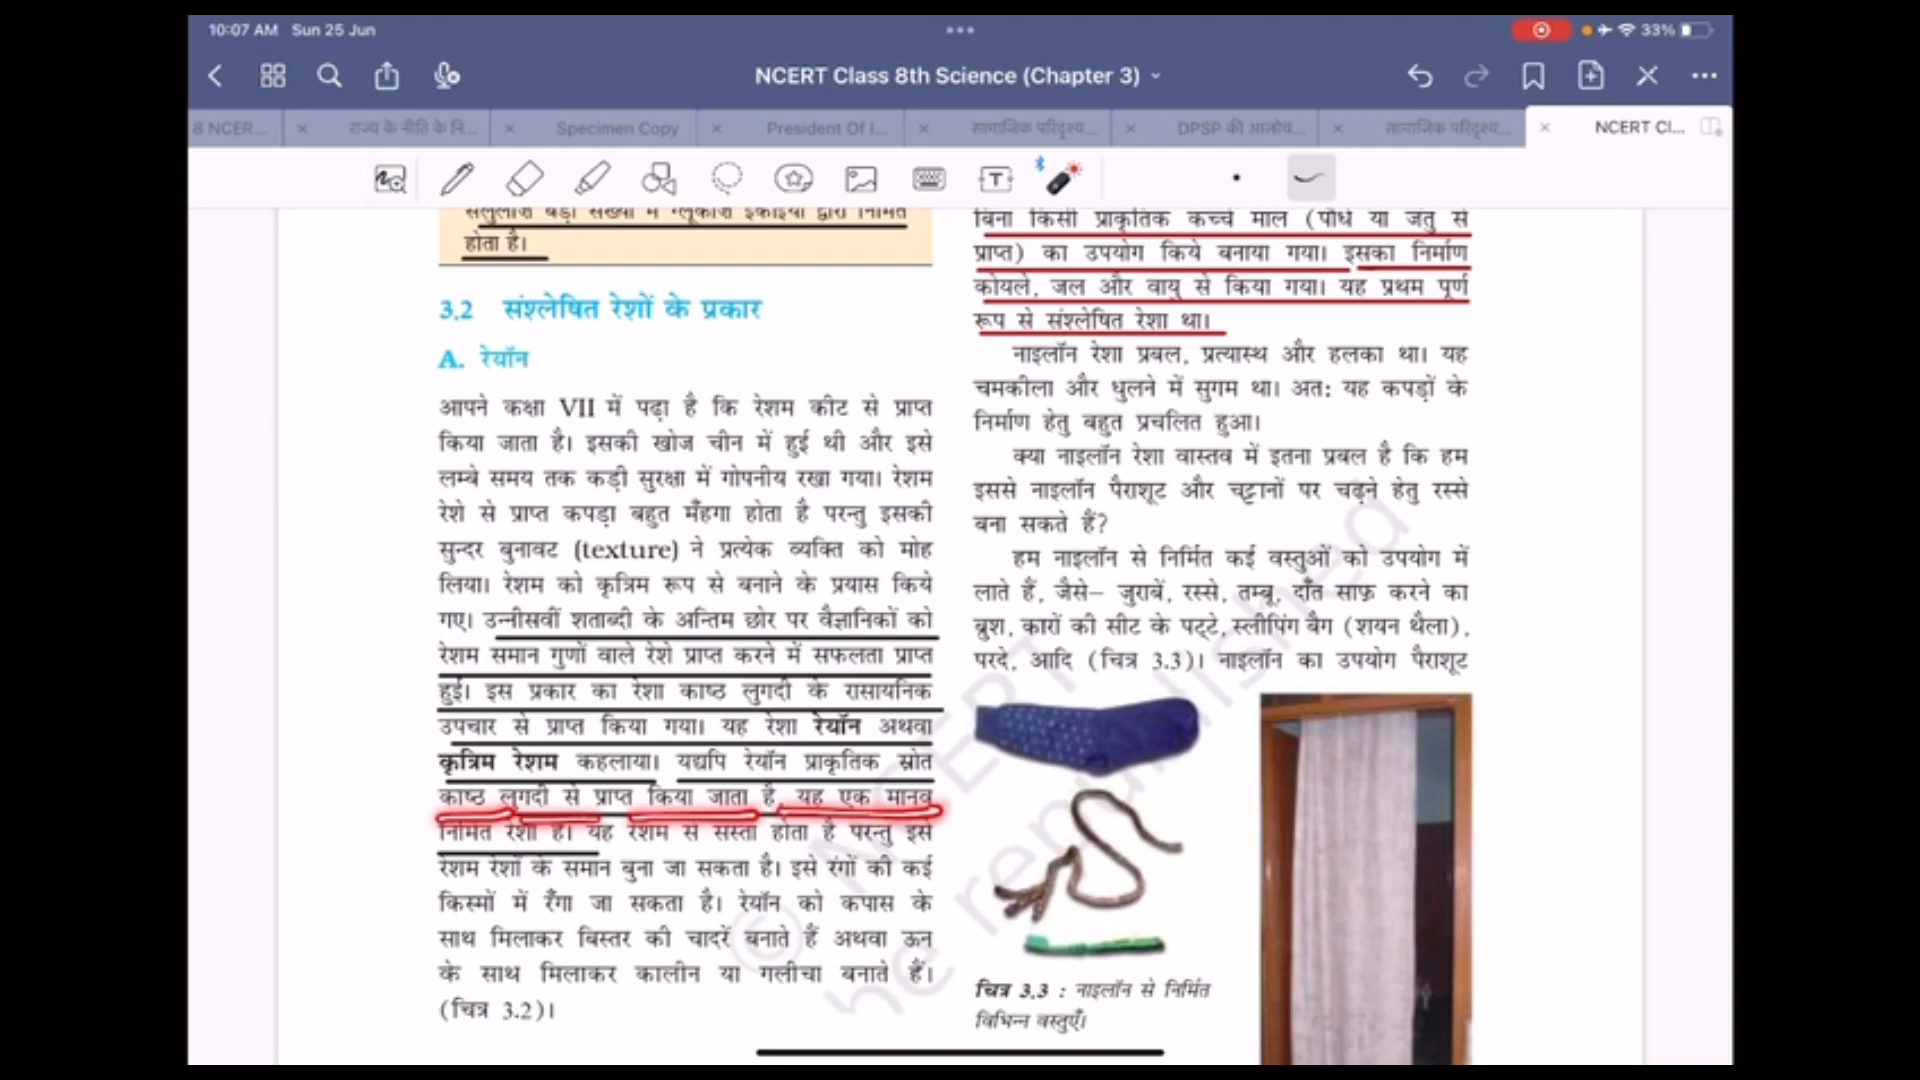 10:07 AM Sun 25 Jun
33%
NCERT Class 8th Science (Chapter 3)
8 NCER...
राज्य के नीति के नि...
Specimen Copy
President Of I...
सामाजिक परिदृश्य...
DPSP की आलोच...
सामाजिक परिदृश्य...
NCERT Cl...
सेलुलोज बड़ी संख्या में ग्लूकोज इकाइयों द्वारा निर्मित
होता है।
3.2 संश्लेषित रेशों के प्रकार
A. रेयॉन
आपने कक्षा VII में पढ़ा है कि रेशम कीट से प्राप्त
किया जाता है। इसकी खोज चीन में हुई थी और इसे
लम्बे समय तक कड़ी सुरक्षा में गोपनीय रखा गया। रेशम
रेशे से प्राप्त कपड़ा बहुत मँहगा होता है परन्तु इसकी
सुन्दर बुनावट (texture) ने प्रत्येक व्यक्ति को मोह
लिया। रेशम को कृत्रिम रूप से बनाने के प्रयास किये
गए। उन्नीसवीं शताब्दी के अन्तिम छोर पर वैज्ञानिकों को
रेशम समान गुणों वाले रेशे प्राप्त करने में सफलता प्राप्त
हुई। इस प्रकार का रेशा काष्ठ लुगदी के रासायनिक
उपचार से प्राप्त किया गया। यह रेशा रेयॉन अथवा
कृत्रिम रेशम कहलाया। यद्यपि रेयॉन प्राकृतिक स्रोत
काष्ठ लुगदी से प्राप्त किया जाता है, यह एक मानव
निर्मित रेशा है। यह रेशम से सस्ता होता है परन्तु इसे
रेशम रेशों के समान बुना जा सकता है। इसे रंगों की कई
किस्मों में रँगा जा सकता है। रेयॉन को कपास के
साथ मिलाकर बिस्तर की चादरें बनाते हैं अथवा ऊन
के साथ मिलाकर कालीन या गलीचा बनाते हैं।
(चित्र 3.2)।
बिना किसी प्राकृतिक कच्चे माल (पौधे या जंतु से
प्राप्त) का उपयोग किये बनाया गया। इसका निर्माण
कोयले, जल और वायु से किया गया। यह प्रथम पूर्ण
रूप से संश्लेषित रेशा था।
नाइलॉन रेशा प्रबल, प्रत्यास्थ और हलका था। यह
चमकीला और धुलने में सुगम था। अत: यह कपड़ों के
निर्माण हेतु बहुत प्रचलित हुआ।
क्या नाइलॉन रेशा वास्तव में इतना प्रबल है कि हम
इससे नाइलॉन पैराशूट और चट्टानों पर चढ़ने हेतु रस्से
बना सकते हैं?
हम नाइलॉन से निर्मित कई वस्तुओं को उपयोग में
लाते हैं, जैसे– जुराबें, रस्से, तम्बू, दाँत साफ़ करने का
ब्रुश, कारों की सीट के पट्टे, स्लीपिंग बैग (शयन थैला),
परदे, आदि (चित्र 3.3)। नाइलॉन का उपयोग पैराशूट
चित्र 3.3 : नाइलॉन से निर्मित
विभिन्न वस्तुएँ।
© NCERT
be republished